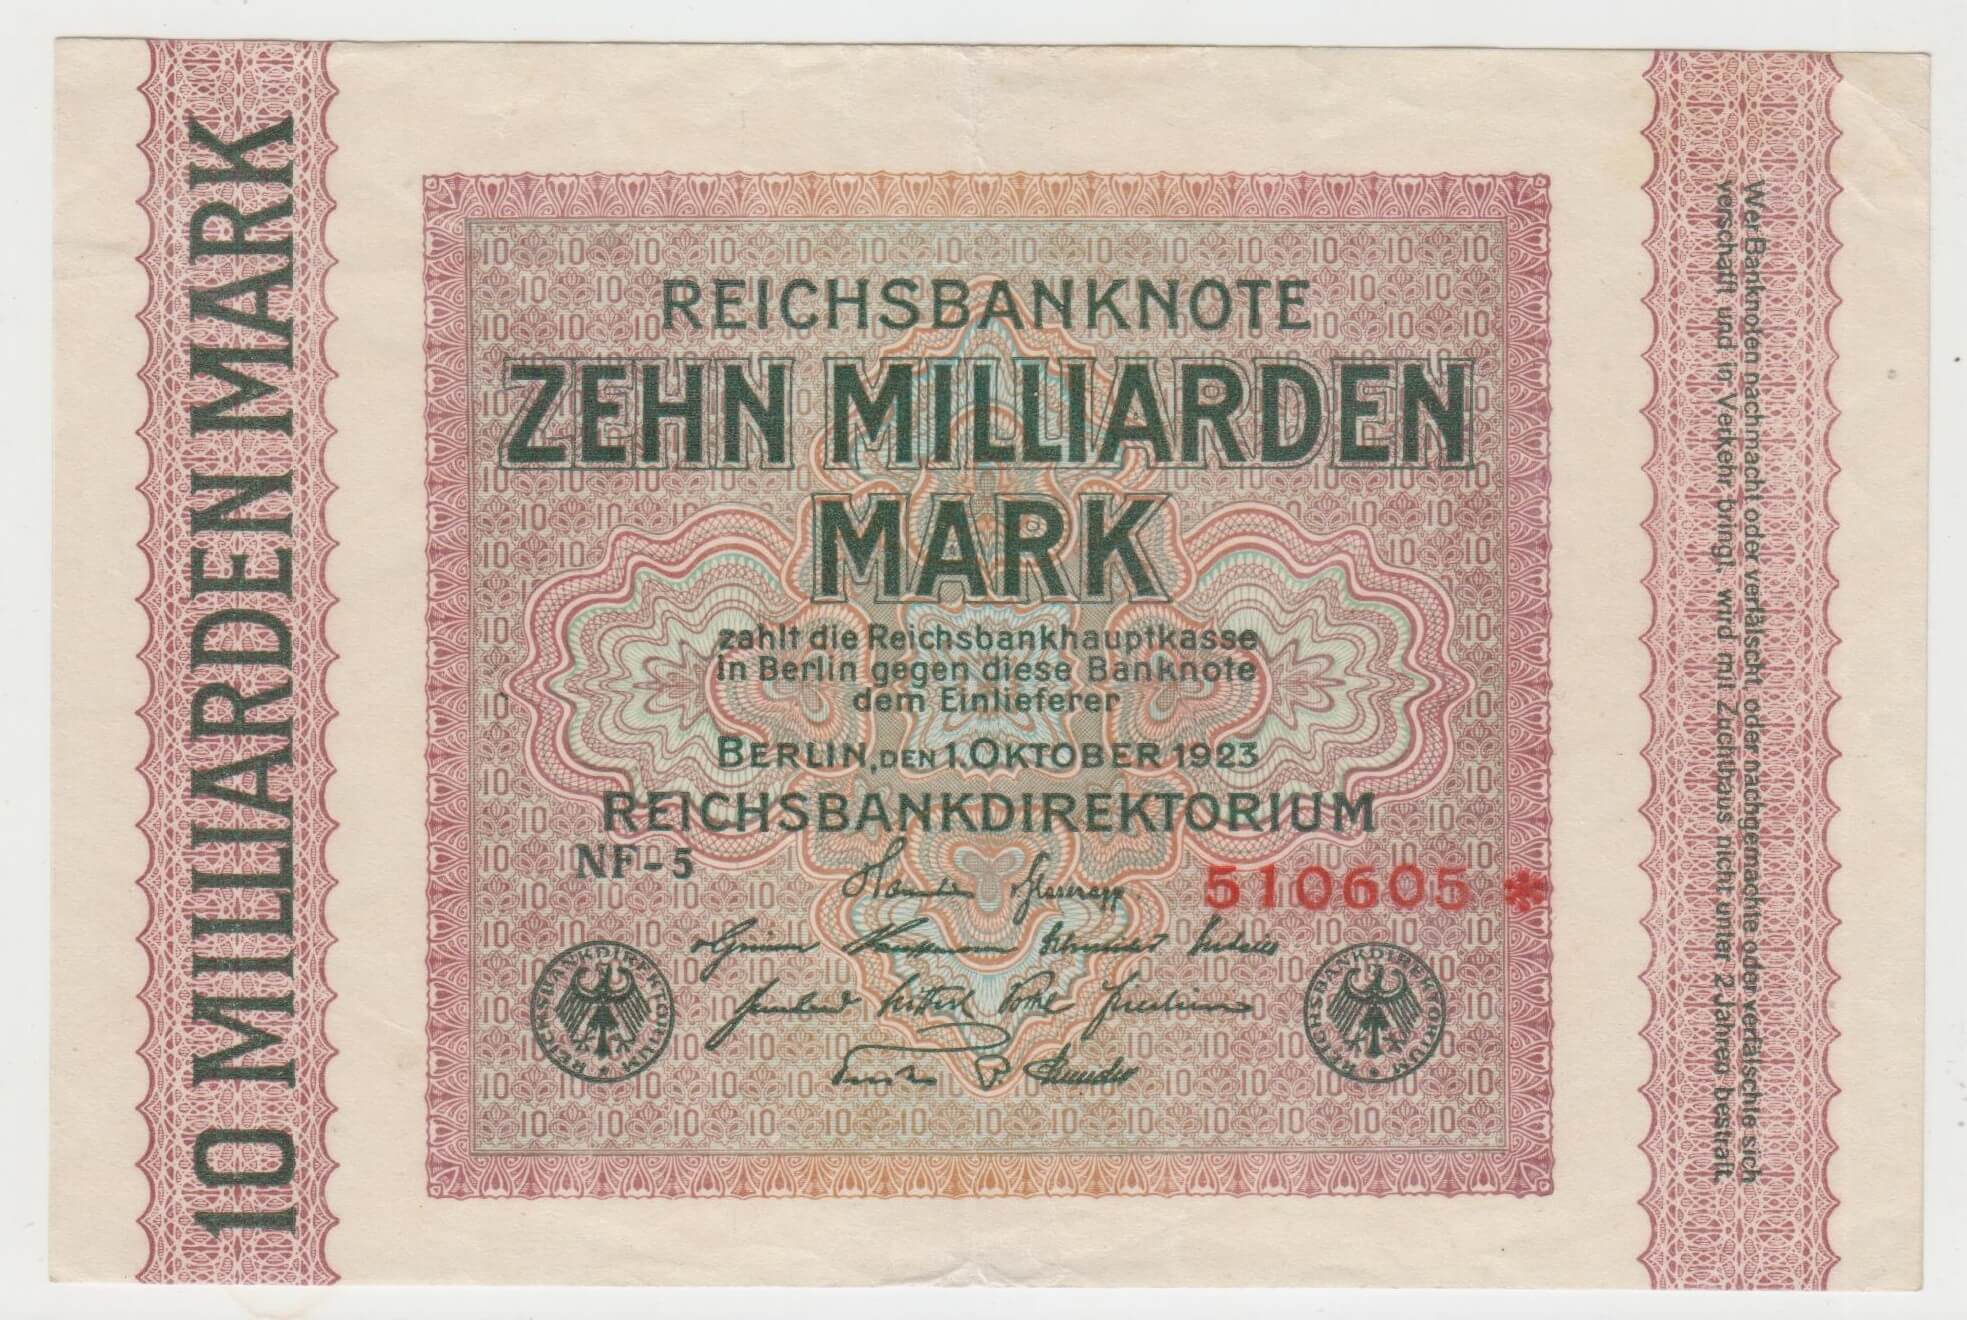 10 MILLIARDEN MARK
REICHSBANKNOTE
ZEHN MILLIARDEN
MARK
zahlt die Reichsbankhauptkasse
in Berlin gegen diese Banknote
dem Einlieferer
BERLIN, DEN 1. OKTOBER 1923
REICHSBANKDIREKTORIUM
NF-5
510605 *
REICHSBANKDIREKTORIUM *
REICHSBANKDIREKTORIUM *
Wer Banknoten nachmacht oder verfälscht, oder nachgemachte oder verfälschte sich
verschafft und in Verkehr bringt, wird mit Zuchthaus nicht unter 2 Jahren bestraft.